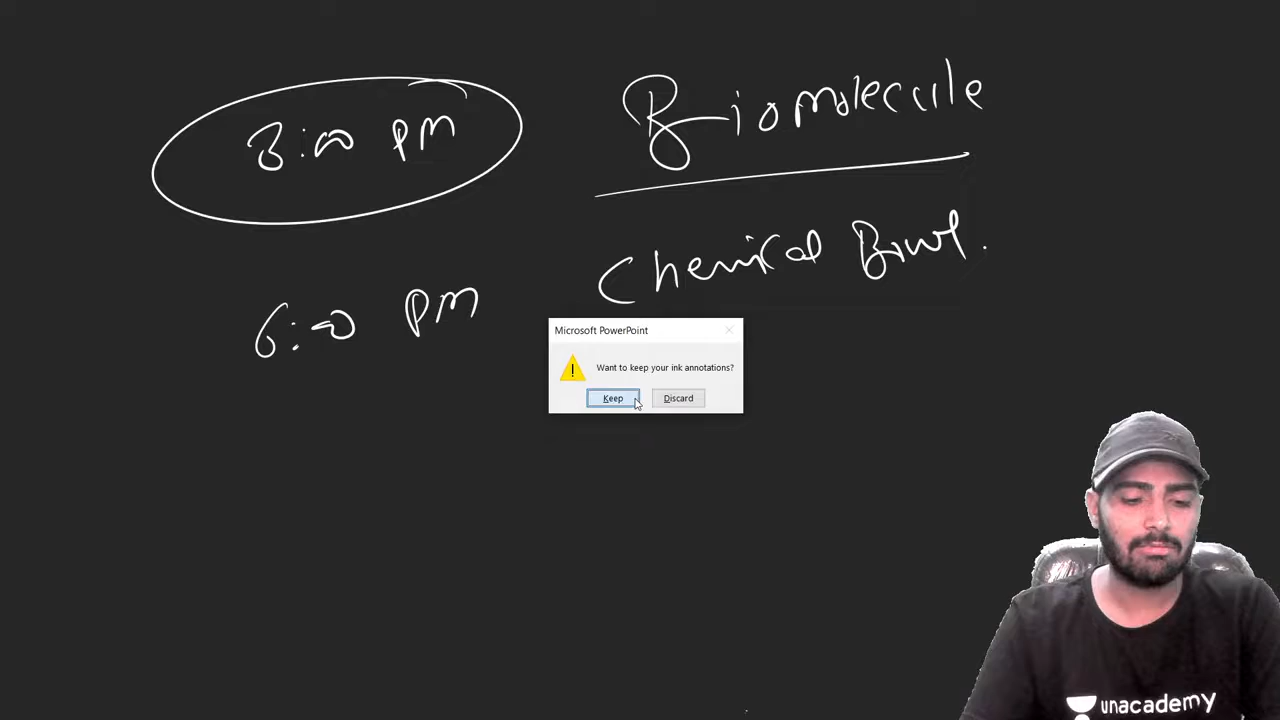 3:00 PM
Biomolecule
6:00 PM
Chemical Bowl.
Microsoft PowerPoint
Want to keep your ink annotations?
Keep
Discard
unacademy